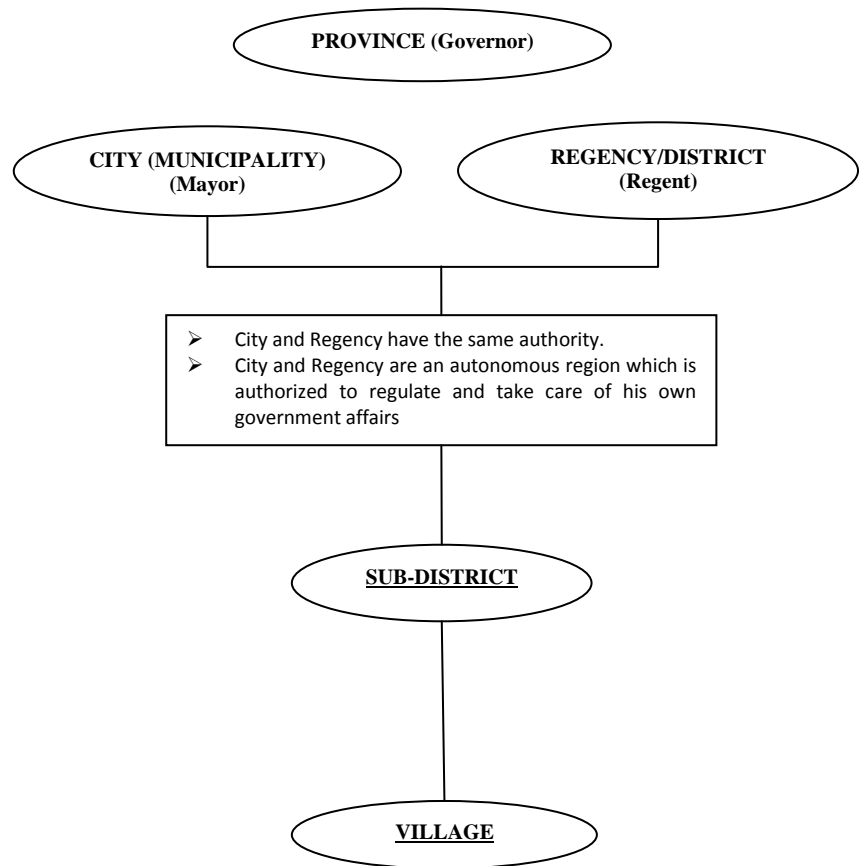 PROVINCE (Governor)
CITY (MUNICIPALITY)
(Mayor)
REGENCY/DISTRICT
(Regent)
➢ City and Regency have the same authority.
➢ City and Regency are an autonomous region which is
authorized to regulate and take care of his own
government affairs
SUB-DISTRICT
VILLAGE